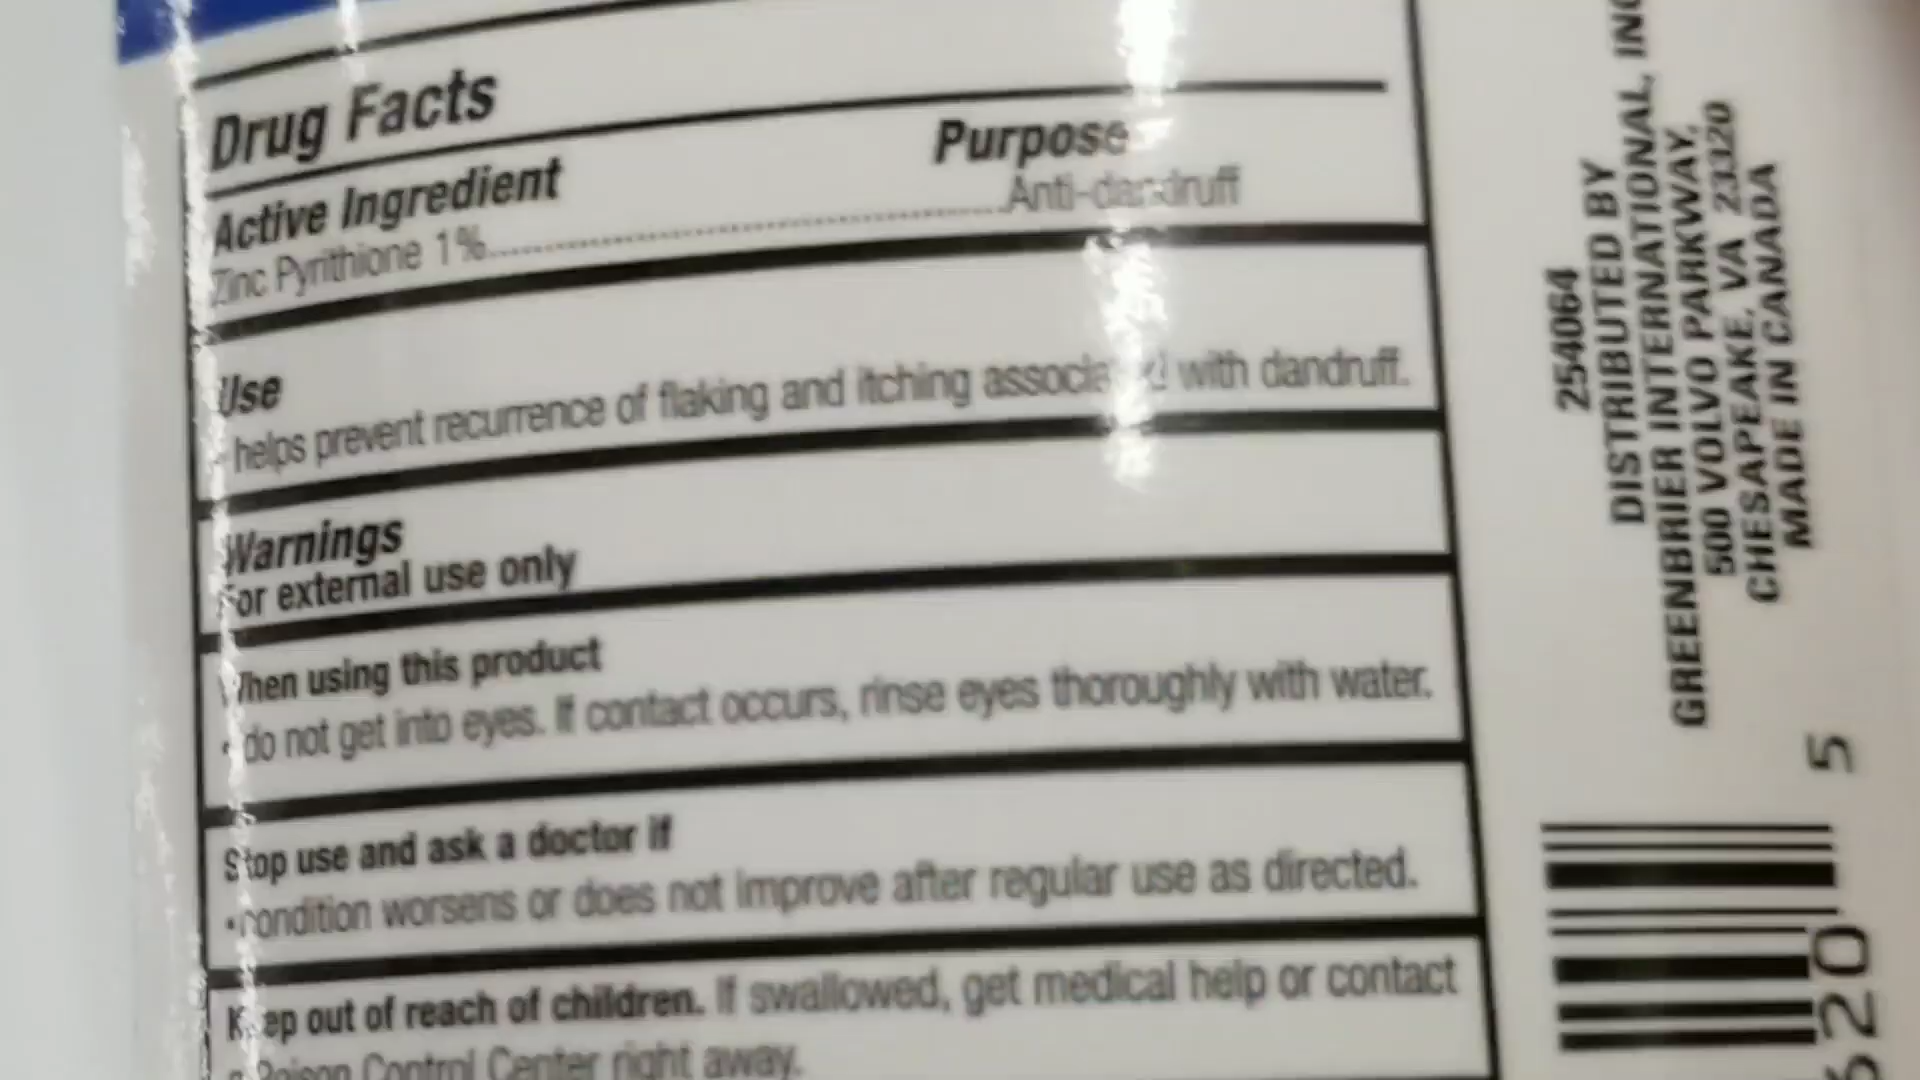 Drug Facts
Active Ingredient
Purpose
Zinc Pyrithione 1%....................Anti-dandruff
Use
- helps prevent recurrence of flaking and itching associated with dandruff.
Warnings
For external use only
When using this product
• do not get into eyes. If contact occurs, rinse eyes thoroughly with water.
Stop use and ask a doctor if
• condition worsens or does not improve after regular use as directed.
Keep out of reach of children. If swallowed, get medical help or contact
a Poison Control Center right away.
254064
DISTRIBUTED BY
GREENBRIER INTERNATIONAL, INC
500 VOLVO PARKWAY,
CHESAPEAKE, VA 23320
MADE IN CANADA
5
620